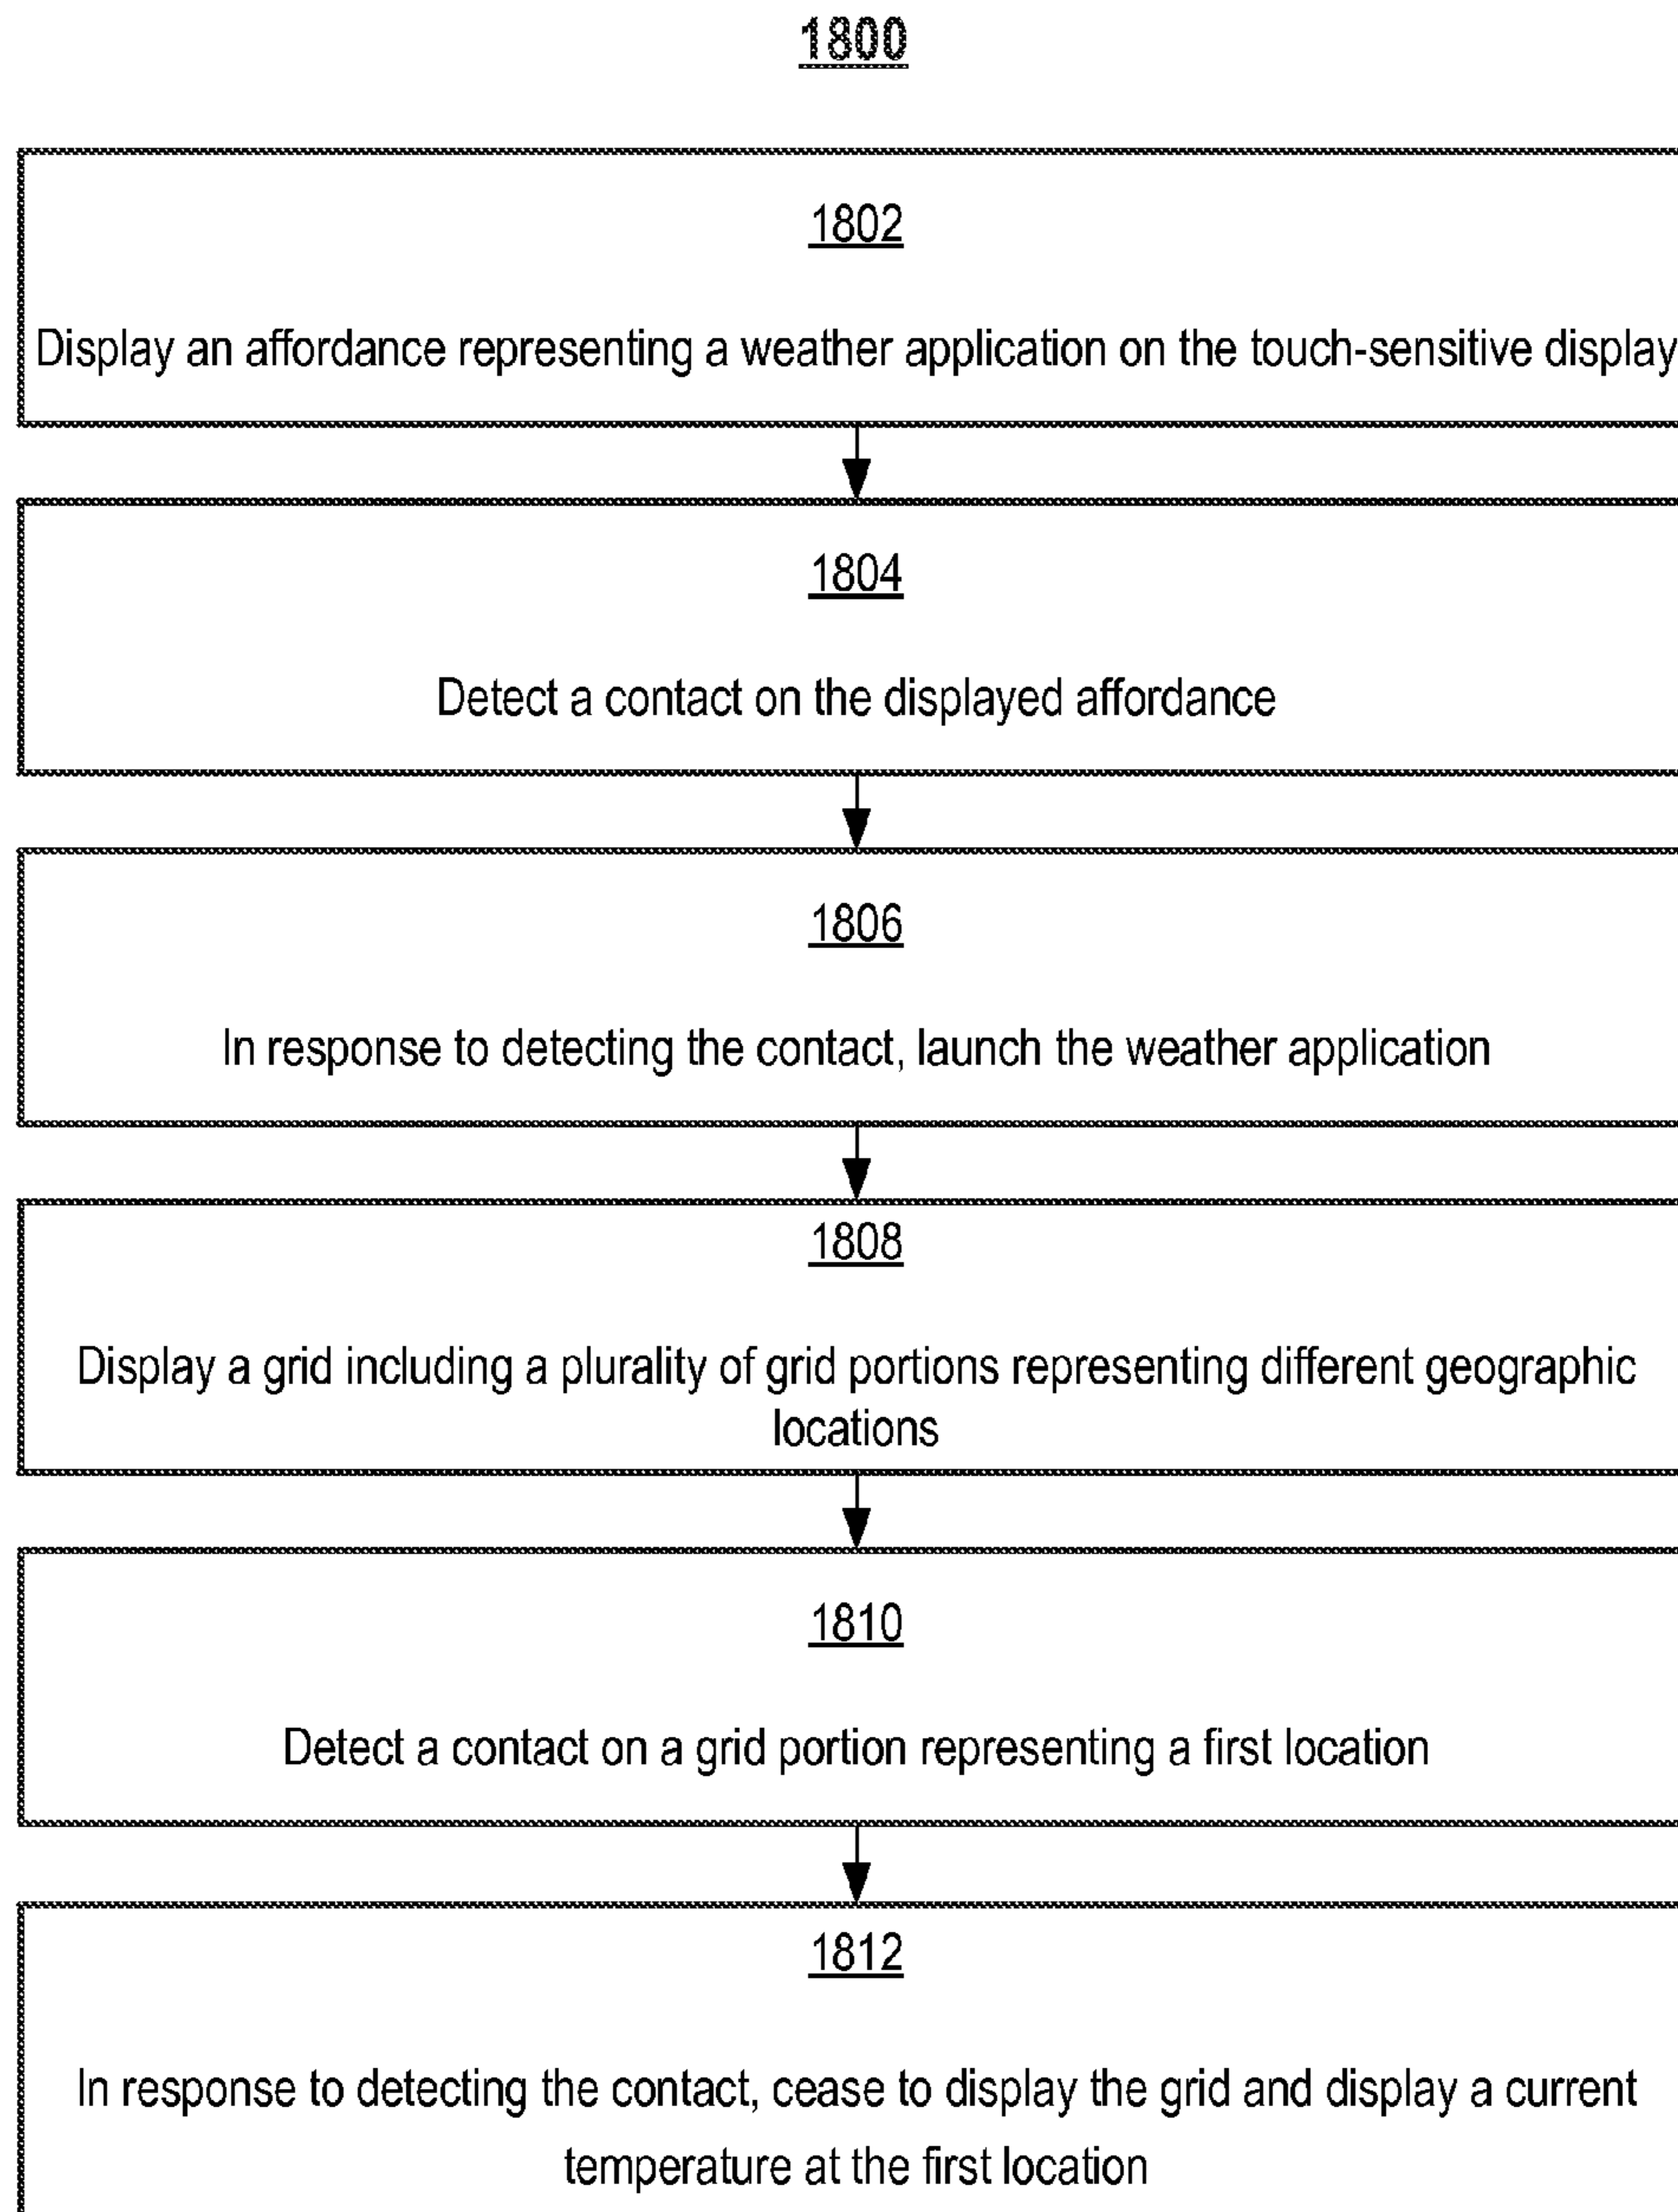 1800
1802
Display an affordance representing a weather application on the touch-sensitive display
1804
Detect a contact on the displayed affordance
1806
In response to detecting the contact, launch the weather application
1808
Display a grid including a plurality of grid portions representing different geographic
locations
1810
Detect a contact on a grid portion representing a first location
1812
In response to detecting the contact, cease to display the grid and display a current
temperature at the first location